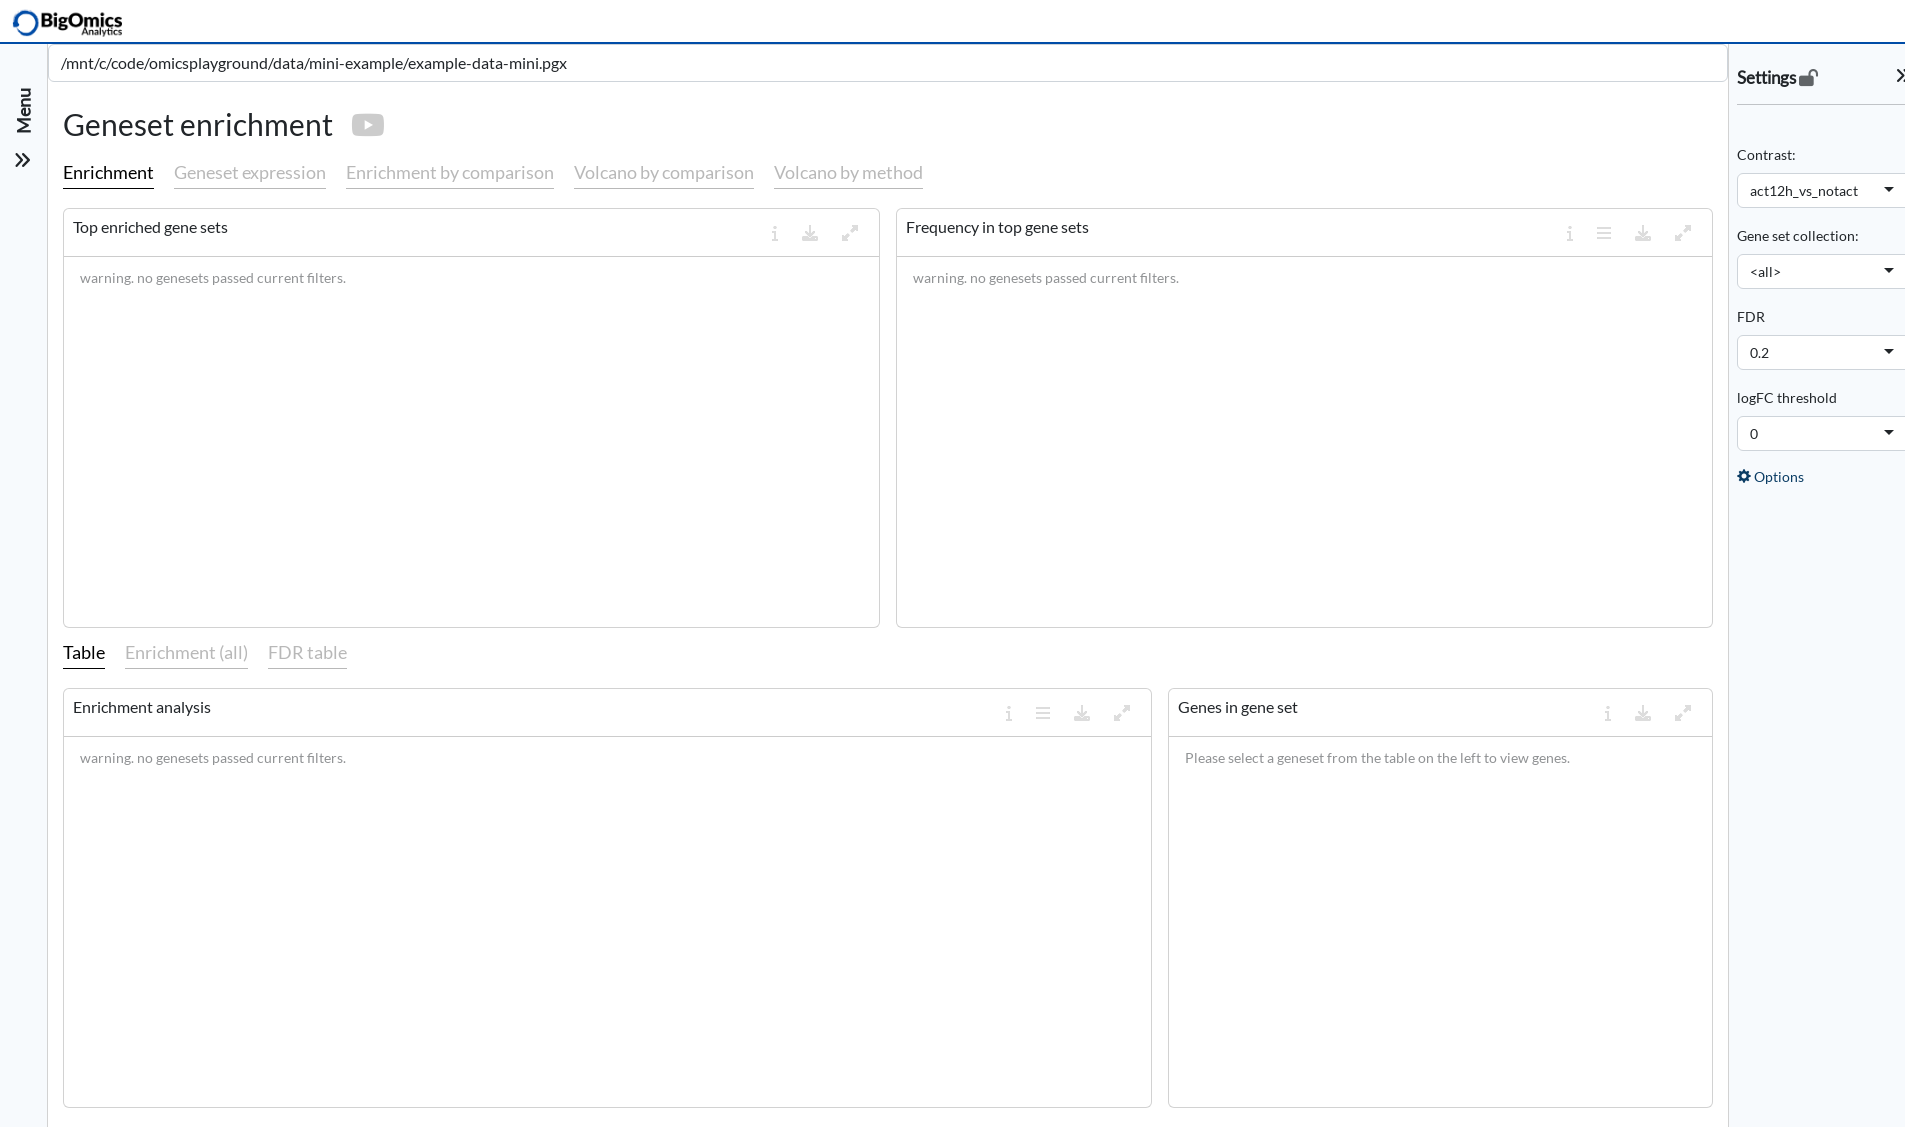 BigOmics
Analytics
/mnt/c/code/omicsplayground/data/mini-example/example-data-mini.pgx
Menu
Geneset enrichment
Enrichment Geneset expression Enrichment by comparison Volcano by comparison Volcano by method
Top enriched gene sets
warning. no genesets passed current filters.
Frequency in top gene sets
warning. no genesets passed current filters.
Table Enrichment (all) FDR table
Enrichment analysis
warning. no genesets passed current filters.
Genes in gene set
Please select a geneset from the table on the left to view genes.
Settings
Contrast:
act12h_vs_notact
Gene set collection:
<all>
FDR
0.2
logFC threshold
0
Options